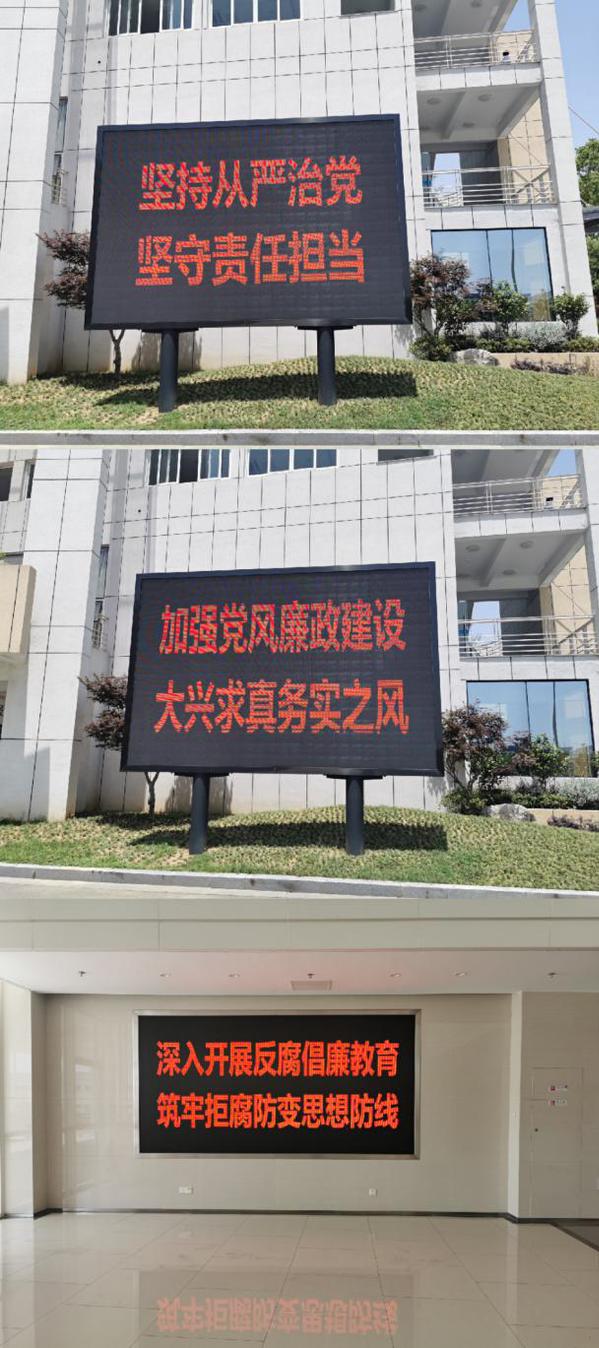 坚持从严治党
坚守责任担当
加强党风廉政建设
大兴求真务实之风
深入开展反腐倡廉教育
筑牢拒腐防变思想防线